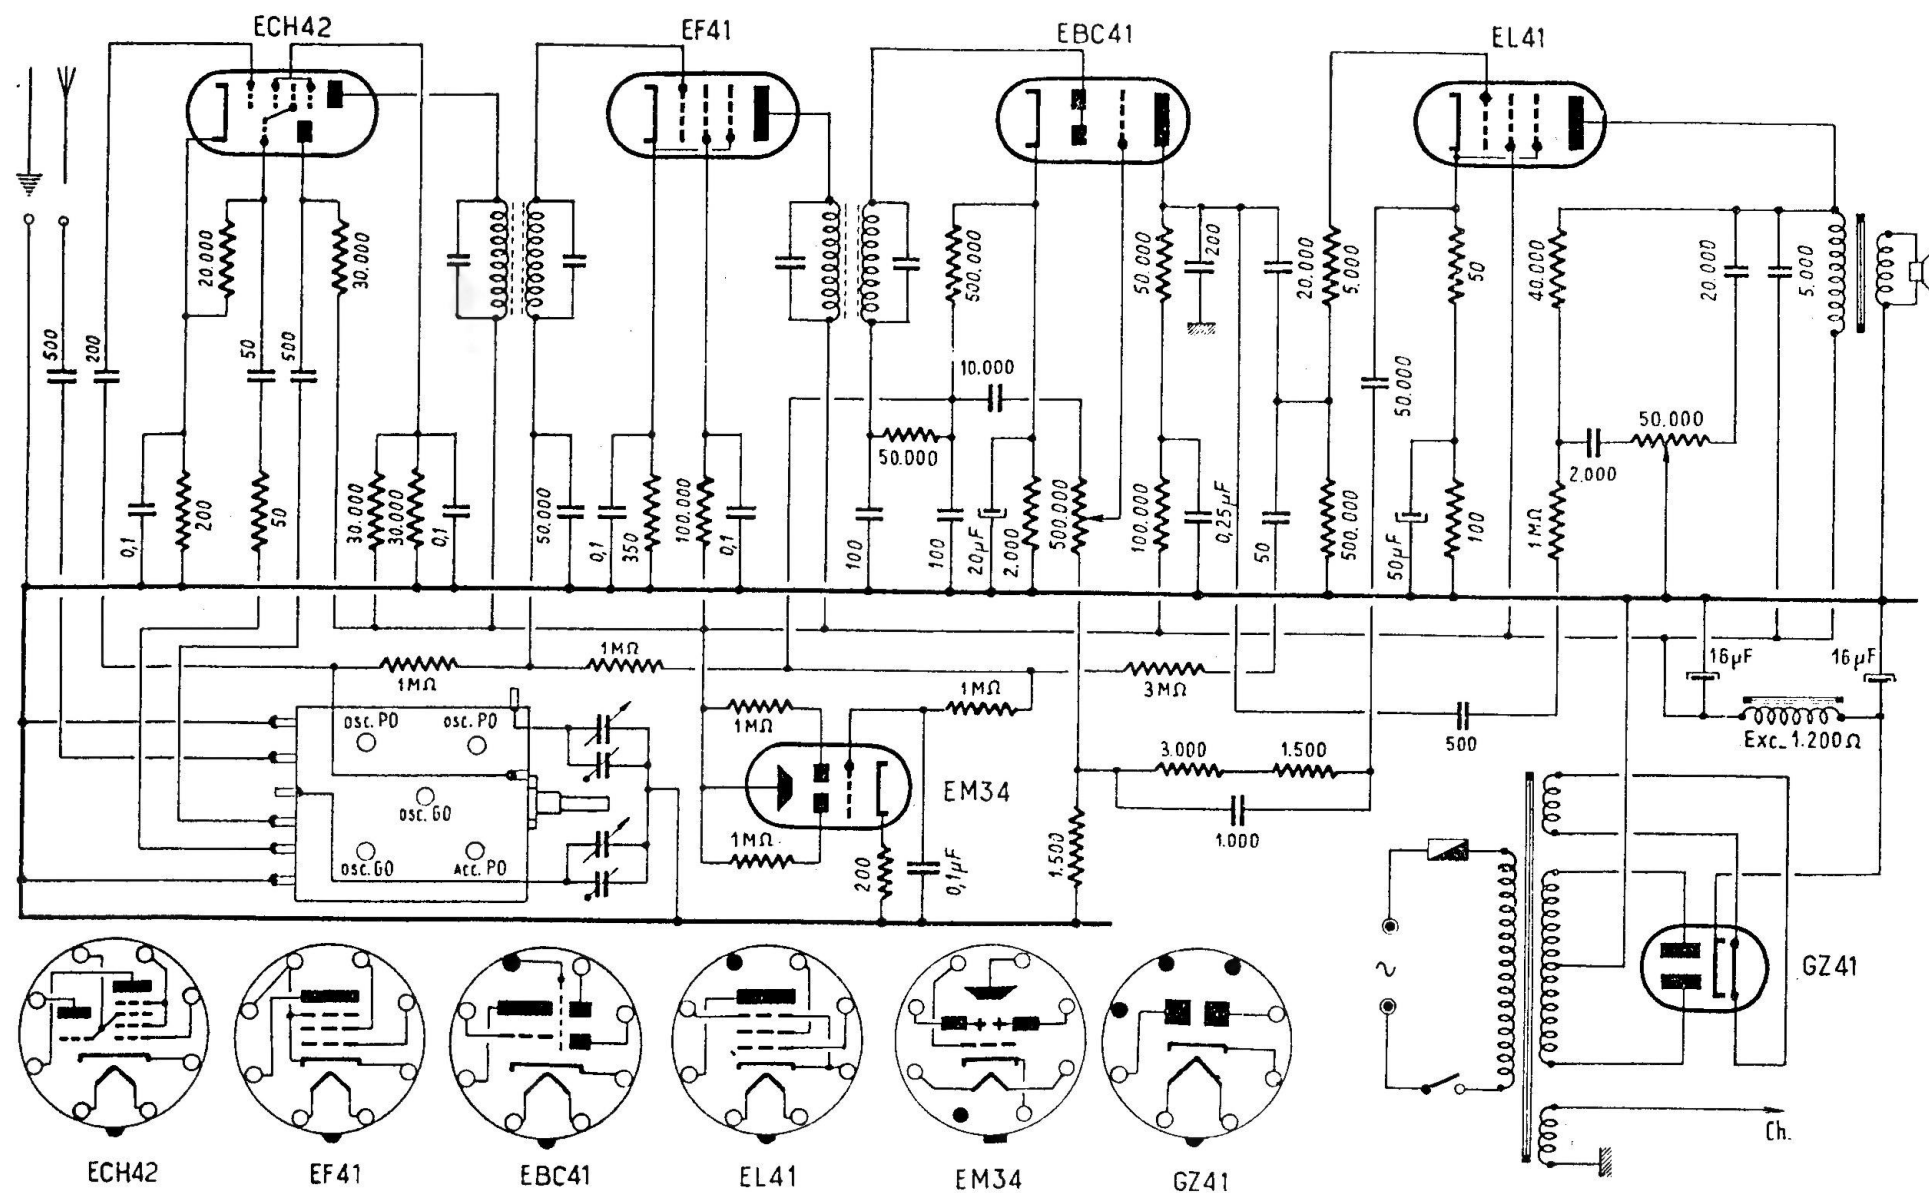 ECH42
EF41
EBC41
EL41
20.000
30.000
500
200
50
500
0,1
200
50
30.000
30.000
0,1
50.000
0,1
350
100.000
0,1
500.000
10.000
50.000
100
100
20µF
2.000
500.000
50.000
200
100.000
0,25µF
20.000
5.000
50
500.000
50.000
50
50µF
100
40.000
1MΩ
2.000
50.000
20.000
5.000
1MΩ
1MΩ
1MΩ
3MΩ
16µF
16µF
Exc_1.200Ω
500
3.000
1.500
1.000
1.500
1MΩ
1MΩ
EM34
200
0,1µF
OSC. PO
OSC. PO
OSC. GO
OSC. GO
ACC. PO
GZ41
Ch.
ECH42
EF41
EBC41
EL41
EM34
GZ41